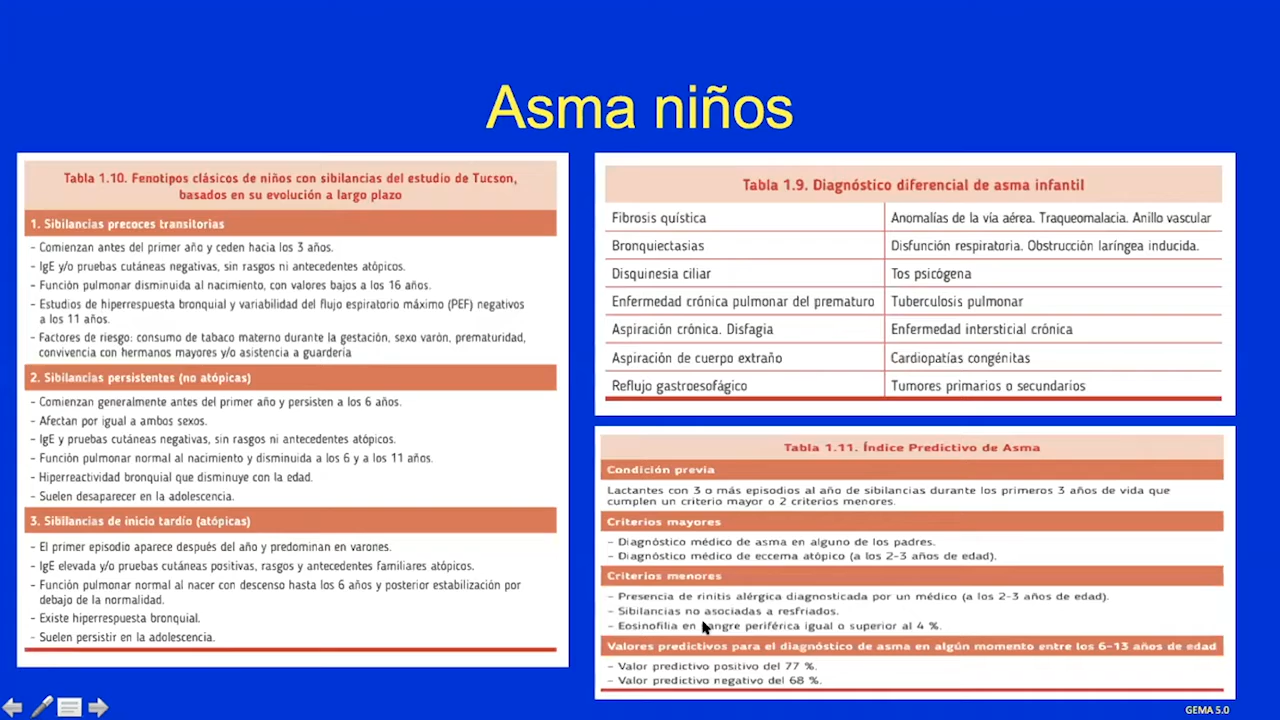 Asma niños
Tabla 1.10. Fenotipos clásicos de niños con sibilancias del estudio de Tucson,
basados en su evolución a largo plazo
1. Sibilancias precoces transitorias
- Comienzan antes del primer año y ceden hacia los 3 años.
- IgE y/o pruebas cutáneas negativas, sin rasgos ni antecedentes atópicos.
- Función pulmonar disminuida al nacimiento, con valores bajos a los 16 años.
- Estudios de hiperrespuesta bronquial y variabilidad del flujo espiratorio máximo (PEF) negativos
a los 11 años.
- Factores de riesgo: consumo de tabaco materno durante la gestación, sexo varón, prematuridad,
convivencia con hermanos mayores y/o asistencia a guardería
2. Sibilancias persistentes (no atópicas)
- Comienzan generalmente antes del primer año y persisten a los 6 años.
- Afectan por igual a ambos sexos.
- IgE y pruebas cutáneas negativas, sin rasgos ni antecedentes atópicos.
- Función pulmonar normal al nacimiento y disminuida a los 6 y a los 11 años.
- Hiperreactividad bronquial que disminuye con la edad.
- Suelen desaparecer en la adolescencia.
3. Sibilancias de inicio tardío (atópicas)
- El primer episodio aparece después del año y predominan en varones.
- IgE elevada y/o pruebas cutáneas positivas, rasgos y antecedentes familiares atópicos.
- Función pulmonar normal al nacer con descenso hasta los 6 años y posterior estabilización por
debajo de la normalidad.
- Existe hiperrespuesta bronquial.
- Suelen persistir en la adolescencia.
Tabla 1.9. Diagnóstico diferencial de asma infantil
Fibrosis quística Anomalías de la vía aérea. Traqueomalacia. Anillo vascular
Bronquiectasias Disfunción respiratoria. Obstrucción laríngea inducida.
Disquinesia ciliar Tos psicógena
Enfermedad crónica pulmonar del prematuro Tuberculosis pulmonar
Aspiración crónica. Disfagia Enfermedad intersticial crónica
Aspiración de cuerpo extraño Cardiopatías congénitas
Reflujo gastroesofágico Tumores primarios o secundarios
Tabla 1.11. Índice Predictivo de Asma
Condición previa
Lactantes con 3 o más episodios al año de sibilancias durante los primeros 3 años de vida que
cumplen un criterio mayor o 2 criterios menores.
Criterios mayores
- Diagnóstico médico de asma en alguno de los padres.
- Diagnóstico médico de eccema atópico (a los 2-3 años de edad).
Criterios menores
- Presencia de rinitis alérgica diagnosticada por un médico (a los 2-3 años de edad).
- Sibilancias no asociadas a resfriados.
- Eosinofilia en sangre periférica igual o superior al 4 %.
Valores predictivos para el diagnóstico de asma en algún momento entre los 6-13 años de edad
- Valor predictivo positivo del 77 %.
- Valor predictivo negativo del 68 %.
GEMA 5.0